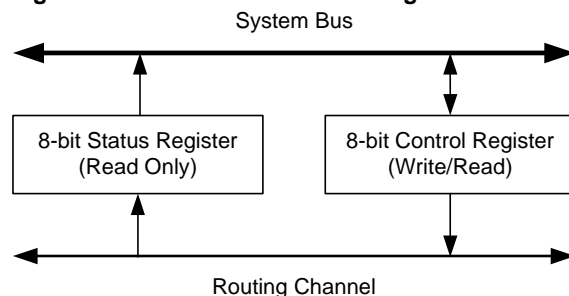 System Bus
8-bit Status Register
(Read Only)
8-bit Control Register
(Write/Read)
Routing Channel